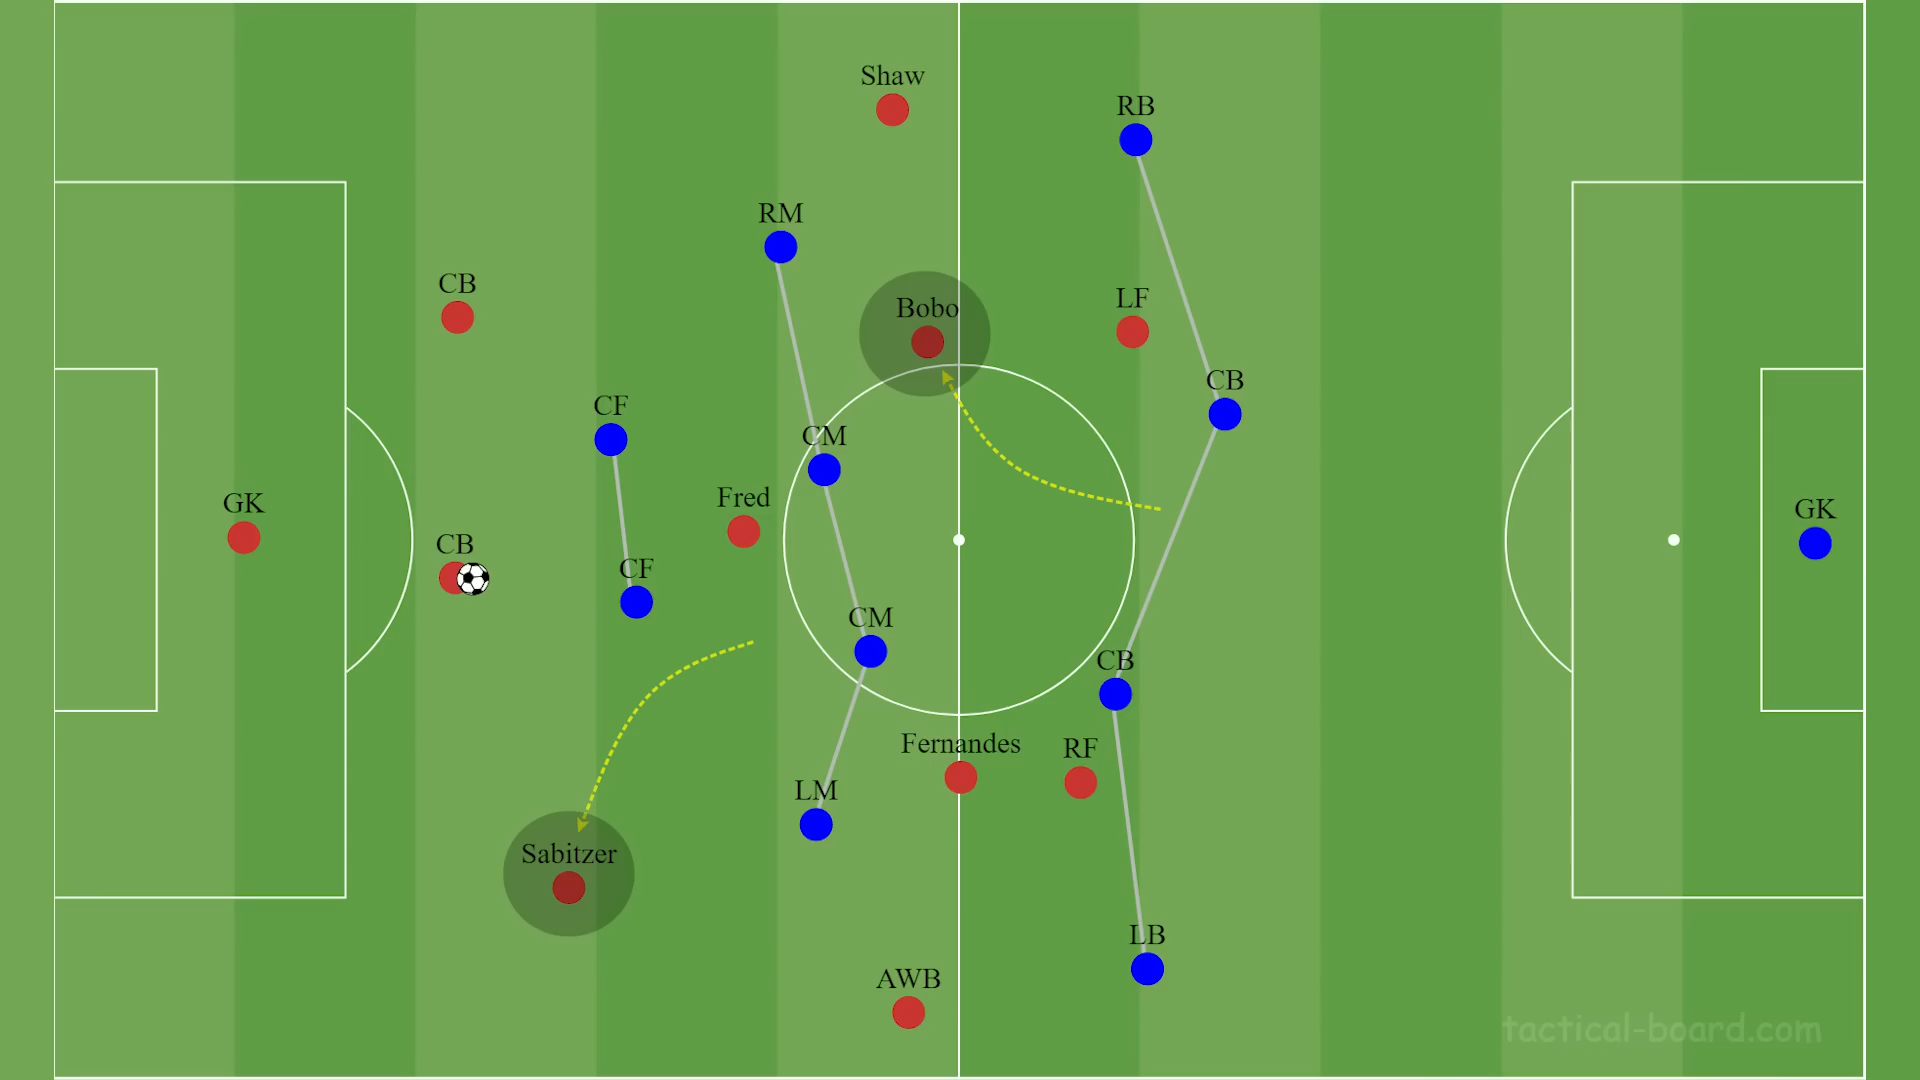 Shaw
RB
RM
CB
Bobo
LF
CB
CF
CM
GK
Fred
GK
CB
CF
CM
CB
Fernandes
RF
LM
Sabitzer
LB
AWB
tactical-board.com